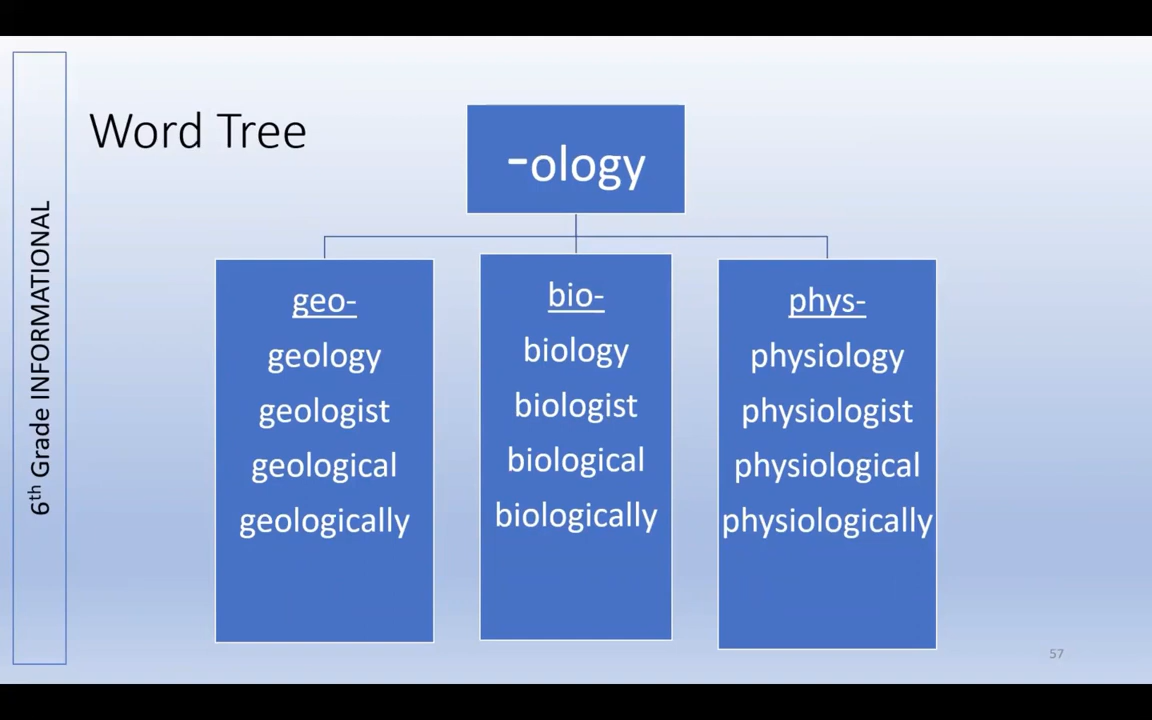 6th Grade INFORMATIONAL
Word Tree
-ology
geo-
geology
geologist
geological
geologically
bio-
biology
biologist
biological
biologically
phys-
physiology
physiologist
physiological
physiologically
57